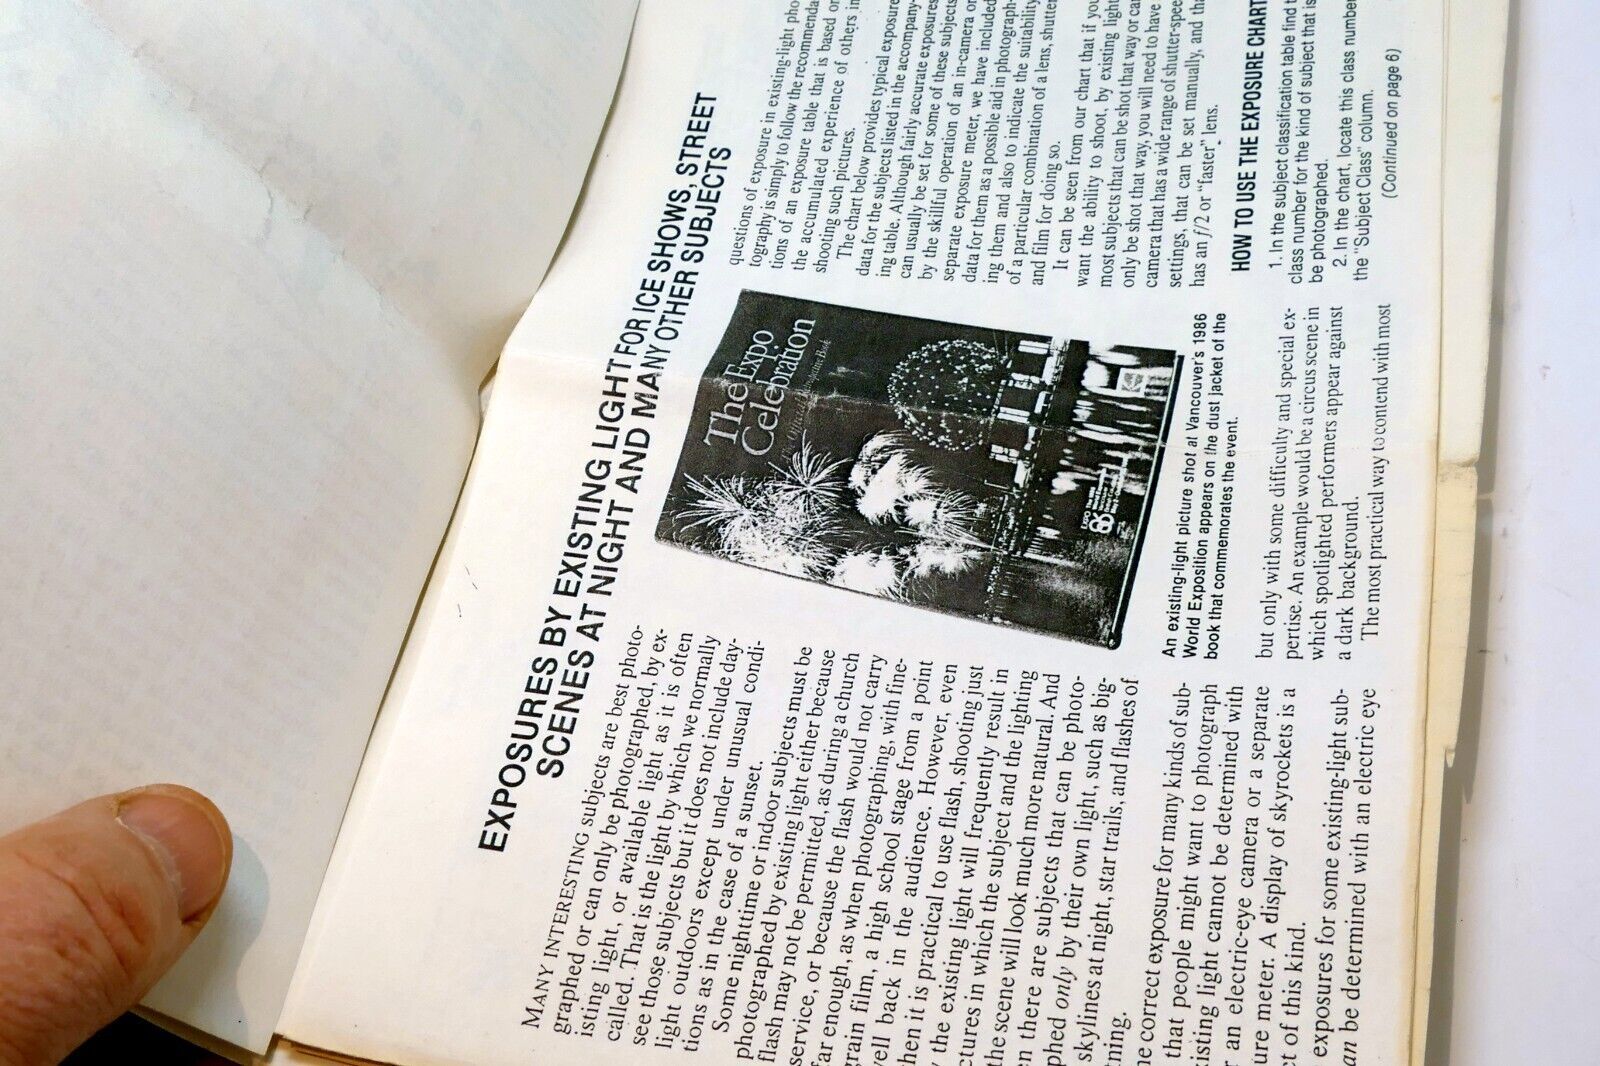 EXPOSURES BY EXISTING LIGHT FOR ICE SHOWS, STREET
SCENES AT NIGHT AND MANY OTHER SUBJECTS
MANY INTERESTING subjects are best photo-
graphed or can only be photographed, by ex-
isting light, or available light as it is often
called. That is the light by which we normally
see those subjects but it does not include day-
light outdoors except under unusual condi-
tions as in the case of a sunset.
Some nighttime or indoor subjects must be
photographed by existing light either because
flash may not be permitted, as during a church
service, or because the flash would not carry
far enough, as when photographing, with fine-
grain film, a high school stage from a point
well back in the audience. However, even
when it is practical to use flash, shooting just
by the existing light will frequently result in
pictures in which the subject and the lighting
the scene will look much more natural. And
then there are subjects that can be photo-
graphed only by their own light, such as big-
skylines at night, star trails, and flashes of
lightning.
The correct exposure for many kinds of sub-
that people might want to photograph
existing light cannot be determined with
an electric-eye camera or a separate
exposure meter. A display of skyrockets is a
of this kind.
exposures for some existing-light sub-
can be determined with an electric eye
The Expo
Celebration
EXPO
86
Kodak
An existing-light picture shot at Vancouver's 1986
World Exposition appears on the dust jacket of the
book that commemorates the event.
but only with some difficulty and special ex-
pertise. An example would be a circus scene in
which spotlighted performers appear against
a dark background.
The most practical way to contend with most
questions of exposure in existing-light pho-
tography is simply to follow the recommenda-
tions of an exposure table that is based on
the accumulated experience of others in
shooting such pictures.
The chart below provides typical exposure
data for the subjects listed in the accompany-
ing table. Although fairly accurate exposures
can usually be set for some of these subjects
by the skillful operation of an in-camera or
separate exposure meter, we have included
data for them as a possible aid in photograph-
ing them and also to indicate the suitability
of a particular combination of a lens, shutter
and film for doing so.
It can be seen from our chart that if you
want the ability to shoot, by existing light,
most subjects that can be shot that way or can
only be shot that way, you will need to have a
camera that has a wide range of shutter-speed
settings, that can be set manually, and that
has an f/2 or "faster" lens.
HOW TO USE THE EXPOSURE CHART
1. In the subject classification table find the
class number for the kind of subject that is
be photographed.
2. In the chart, locate this class number
the "Subject Class" column.
(Continued on page 6)